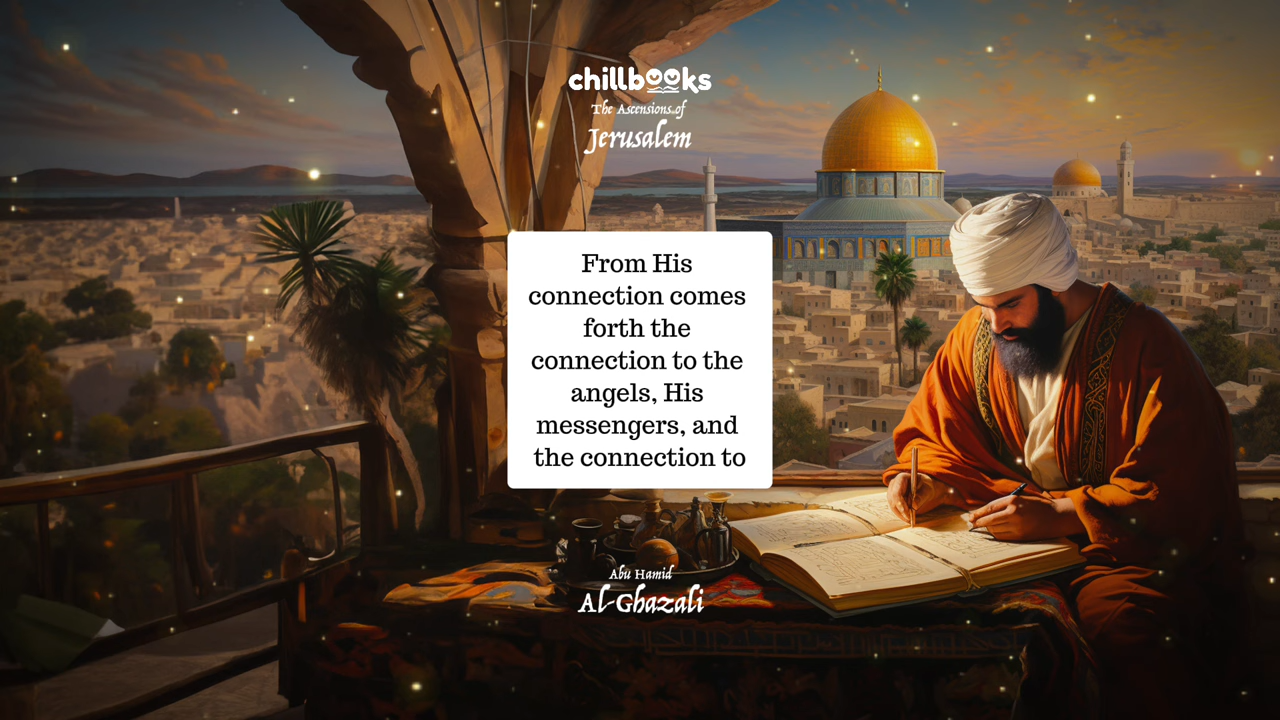 chillbooks
The Ascensions of
Jerusalem
From His
connection comes
forth the
connection to the
angels, His
messengers, and
the connection to
Abu Hamid
Al-Ghazali